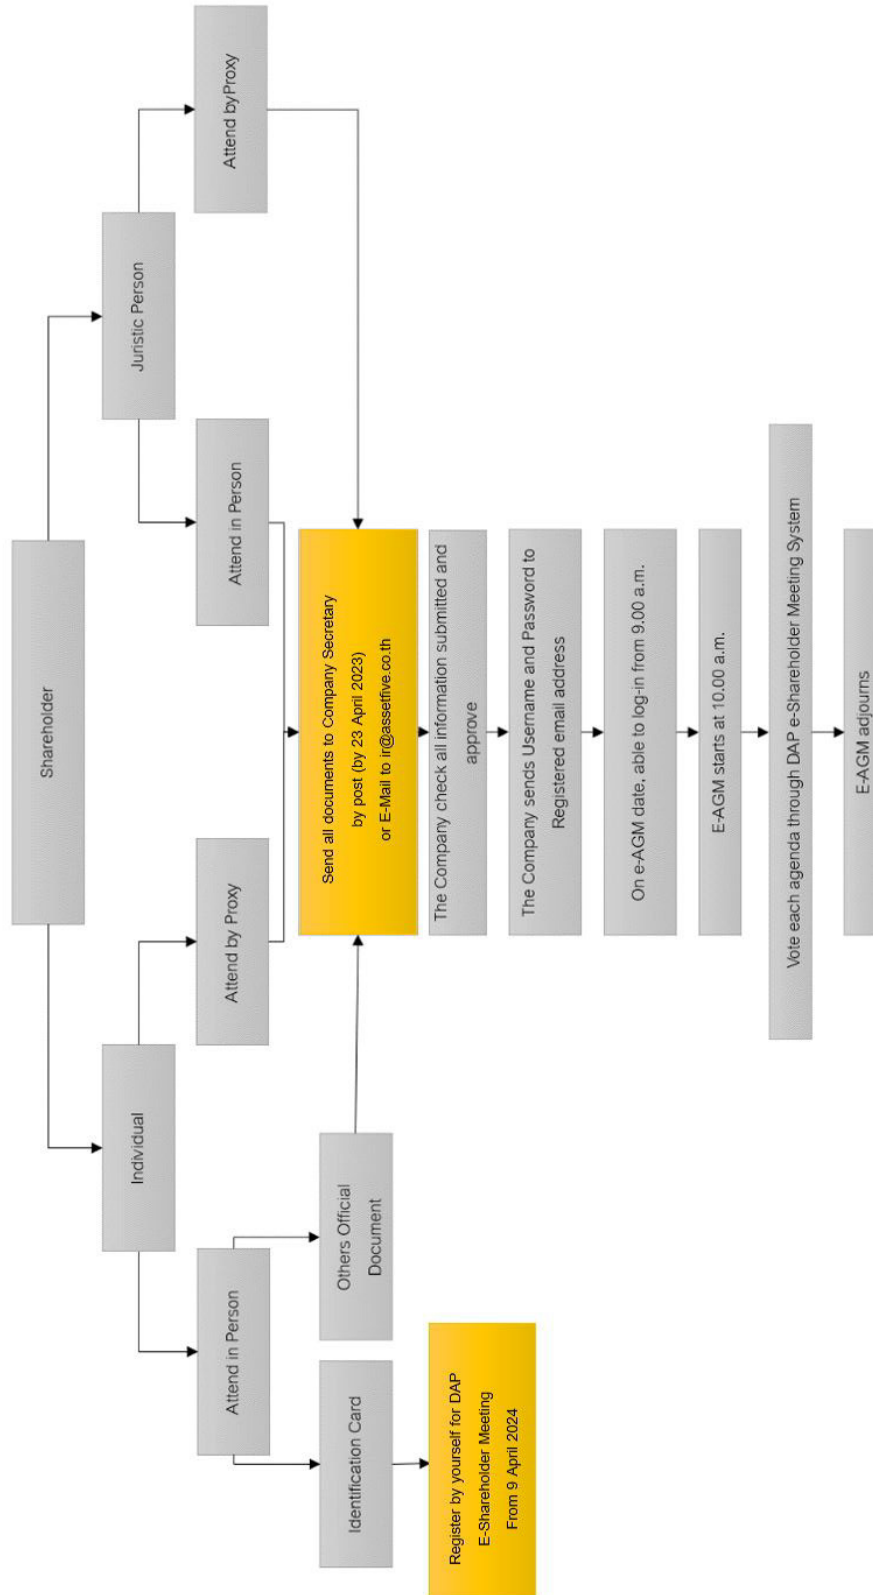 Shareholder
Individual
Juristic Person
Attend in Person
Attend by Proxy
Attend in Person
Attend byProxy
Identification Card
Others Official
Document
Send all documents to Company Secretary
by post (by 23 April 2023)
or E-Mail to ir@assetfive.co.th
Register by yourself for DAP
E-Shareholder Meeting
From 9 April 2024
The Company check all information submitted and
approve
The Company sends Username and Password to
Registered email address
On e-AGM date, able to log-in from 9.00 a.m.
E-AGM starts at 10.00 a.m.
Vote each agenda through DAP e-Shareholder Meeting System
E-AGM adjourns